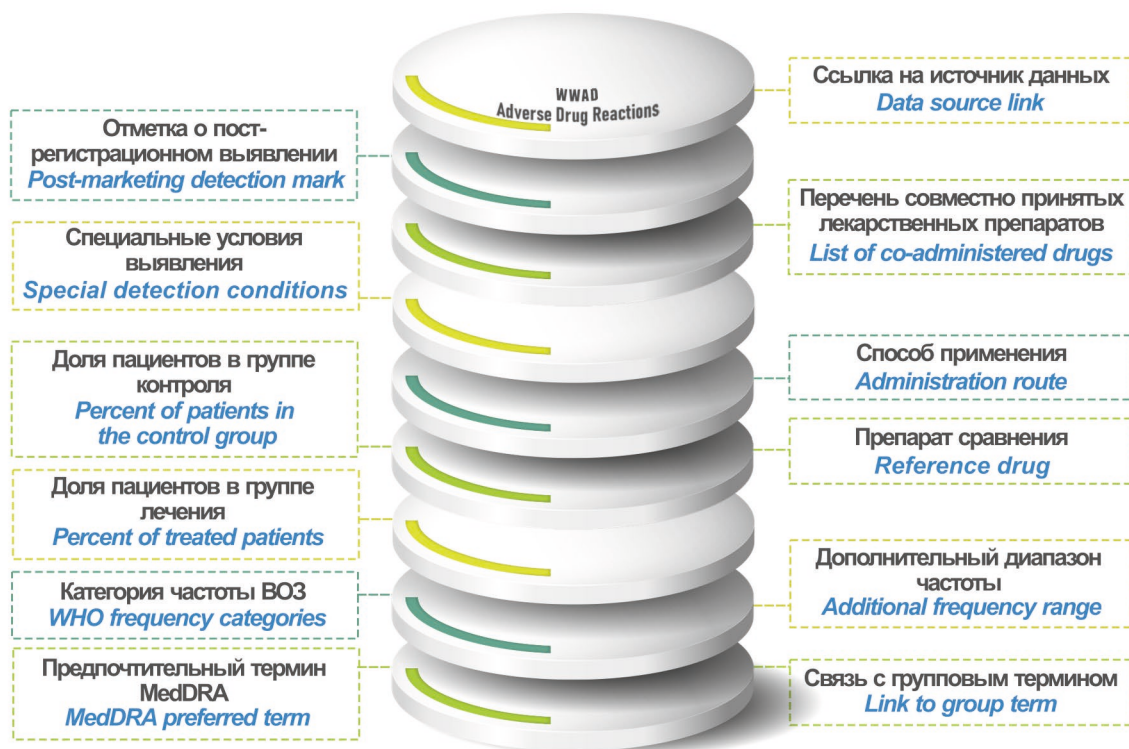 WWAD
Adverse Drug Reactions
Отметка о пост-
регистрационном выявлении
Post-marketing detection mark
Специальные условия
выявления
Special detection conditions
Доля пациентов в группе
контроля
Percent of patients in
the control group
Доля пациентов в группе
лечения
Percent of treated patients
Категория частоты ВОЗ
WHO frequency categories
Предпочтительный термин
MedDRA
MedDRA preferred term
Ссылка на источник данных
Data source link
Перечень совместно принятых
лекарственных препаратов
List of co-administered drugs
Способ применения
Administration route
Препарат сравнения
Reference drug
Дополнительный диапазон
частоты
Additional frequency range
Связь с групповым термином
Link to group term